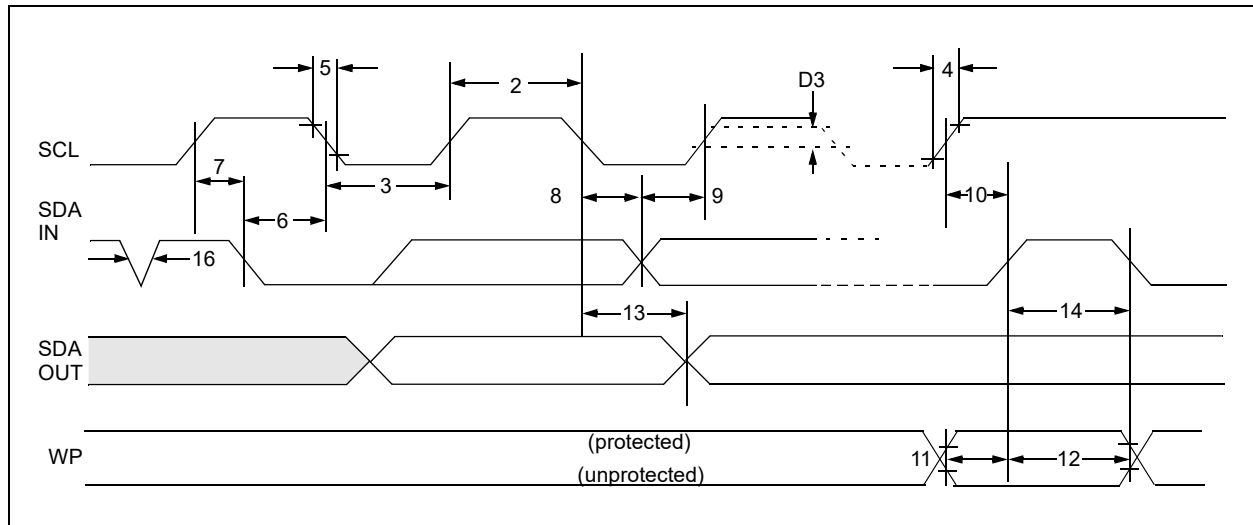 5
2
D3
4
SCL
7
3
8
9
10
SDA
IN
6
16
13
14
SDA
OUT
WP
(protected)
(unprotected)
11
12